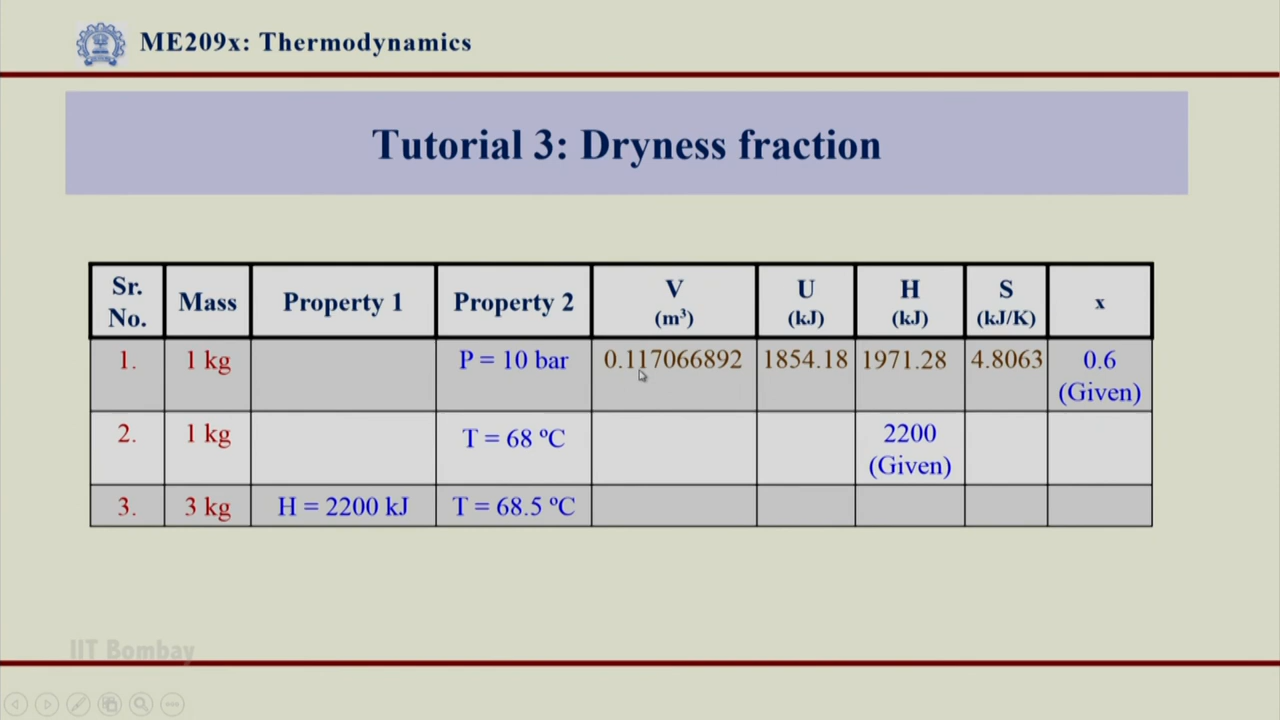 ME209x: Thermodynamics
Tutorial 3: Dryness fraction
Sr. No. Mass Property 1 Property 2 V (m³) U (kJ) H (kJ) S (kJ/K) x
1. 1 kg P = 10 bar 0.117066892 1854.18 1971.28 4.8063 0.6 (Given)
2. 1 kg T = 68 ºC 2200 (Given)
3. 3 kg H = 2200 kJ T = 68.5 ºC
IIT Bombay